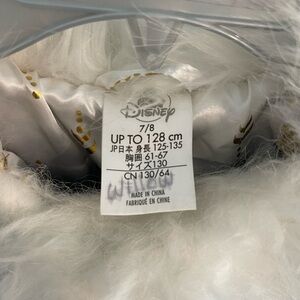 DISNEY
7/8
UP TO 128 cm
JP日本 身長 125-135
胸囲 61-67
サイズ130
CN 130/64
Willow
MADE IN CHINA
FABRIQUÉ EN CHINE